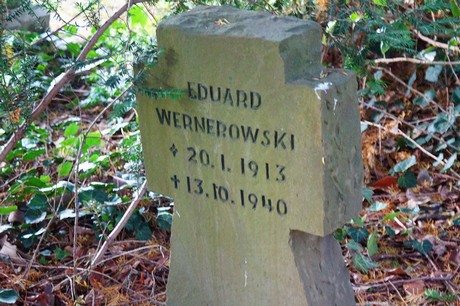 EDUARD
WERNEROWSKI
† 20.1.1913
† 13.10.1940